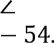 ∠
– 54.